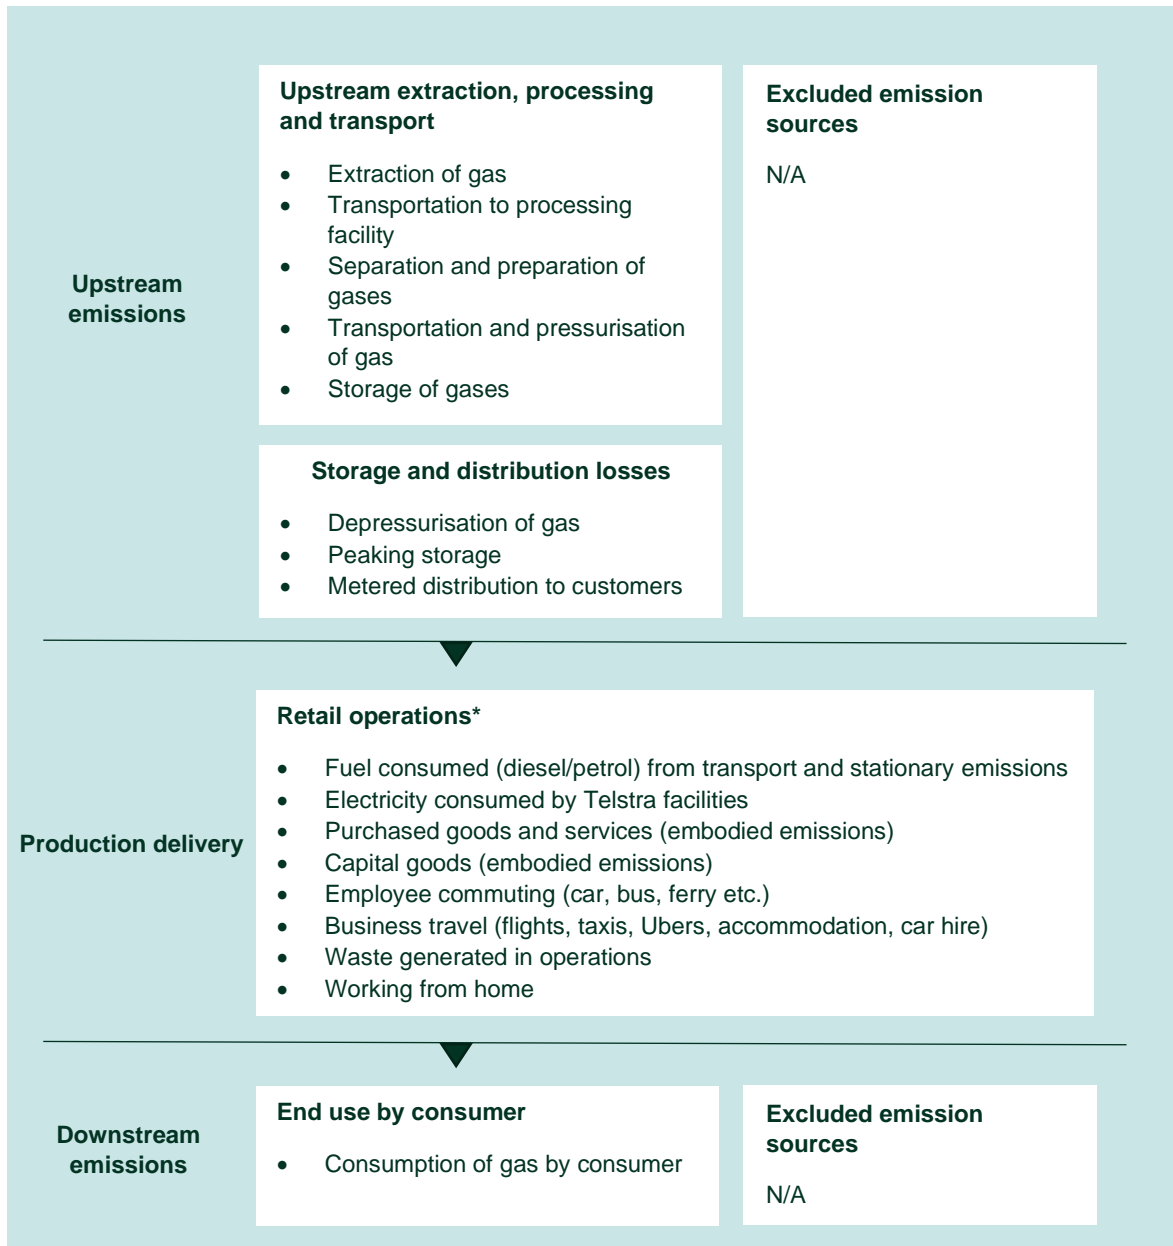 Upstream
emissions
Upstream extraction, processing
and transport
• Extraction of gas
• Transportation to processing
facility
• Separation and preparation of
gases
• Transportation and pressurisation
of gas
• Storage of gases
Storage and distribution losses
• Depressurisation of gas
• Peaking storage
• Metered distribution to customers
Excluded emission
sources
N/A
Production delivery
Retail operations*
• Fuel consumed (diesel/petrol) from transport and stationary emissions
• Electricity consumed by Telstra facilities
• Purchased goods and services (embodied emissions)
• Capital goods (embodied emissions)
• Employee commuting (car, bus, ferry etc.)
• Business travel (flights, taxis, Ubers, accommodation, car hire)
• Waste generated in operations
• Working from home
Downstream
emissions
End use by consumer
• Consumption of gas by consumer
Excluded emission
sources
N/A